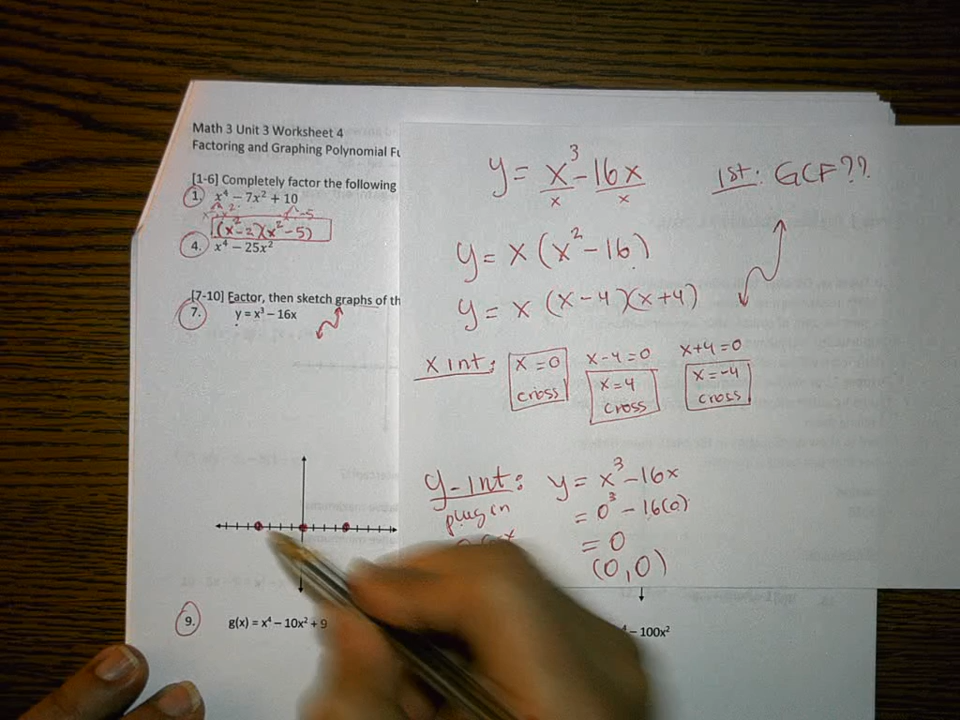 Math 3 Unit 3 Worksheet 4
Factoring and Graphing Polynomial Fu
[1-6] Completely factor the following
1. x⁴ – 7x² + 10
(x²-2)(x²-5)
4. x⁴ – 25x²
[7-10] Factor, then sketch graphs of th
7. y = x³ – 16x
9. g(x) = x⁴ – 10x² + 9
– 100x²
y = x³ - 16x
x x
1st: GCF??
y = x (x² - 16)
y = x (x - 4)(x + 4)
x int: x = 0 cross
x - 4 = 0 x = 4 cross
x + 4 = 0 x = -4 cross
y-int: plug in
y = x³ - 16x
= 0³ - 16(0)
= 0
(0,0)